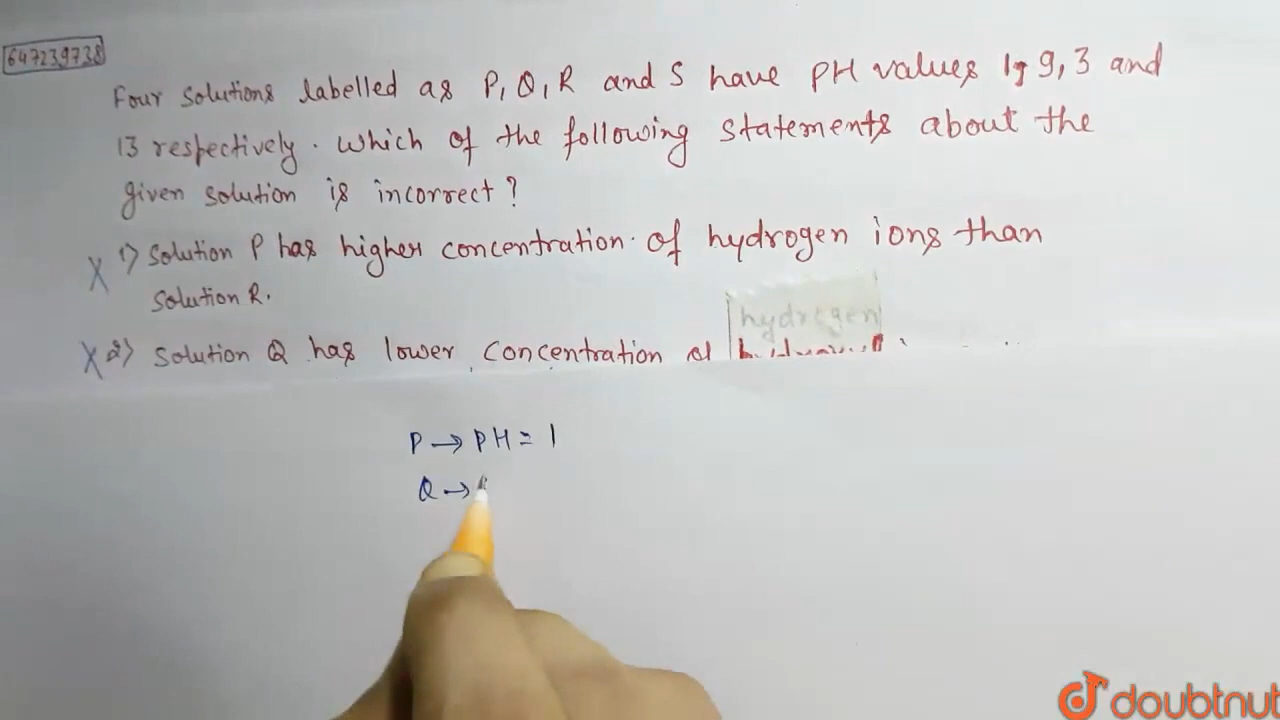 647239738
Four solutions labelled as P, Q, R and S have PH values 1, 9, 3 and
13 respectively. which of the following statements about the
given solution is incorrect?
X 1) Solution P has higher concentration of hydrogen ions than
Solution R.
hydrogen
X 2) Solution Q has lower concentration of
P → PH = 1
Q →
doubtnut